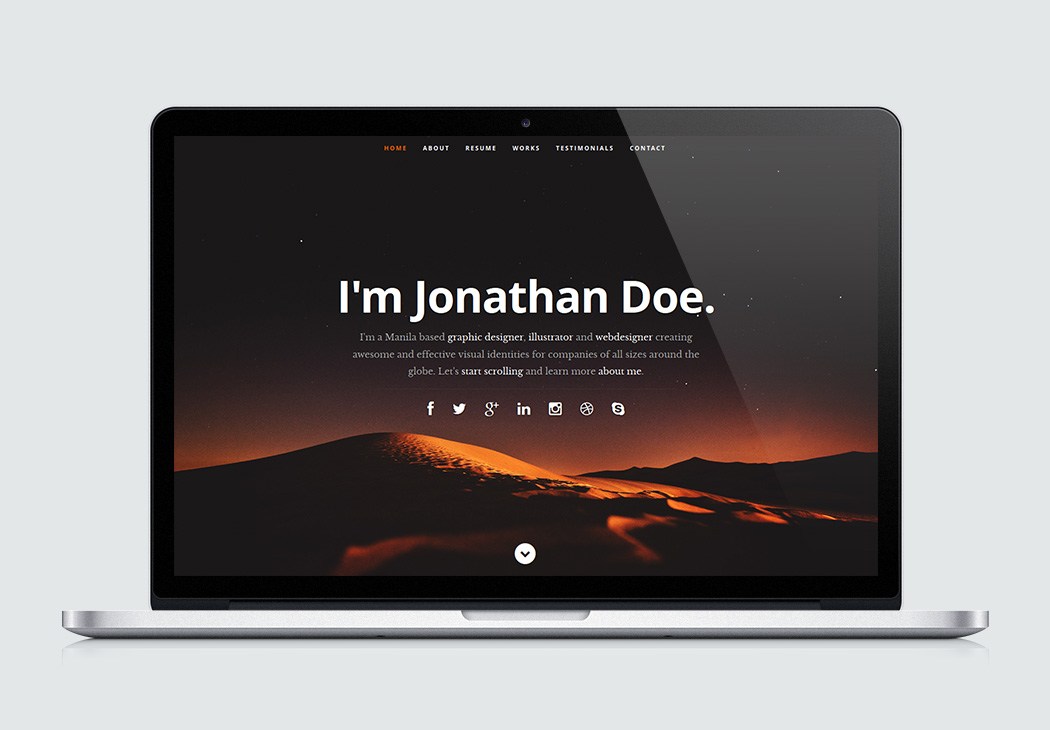 HOME ABOUT RESUME WORKS TESTIMONIALS CONTACT
I'm Jonathan Doe.
I'm a Manila based graphic designer, illustrator and webdesigner creating
awesome and effective visual identities for companies of all sizes around the
globe. Let's start scrolling and learn more about me.